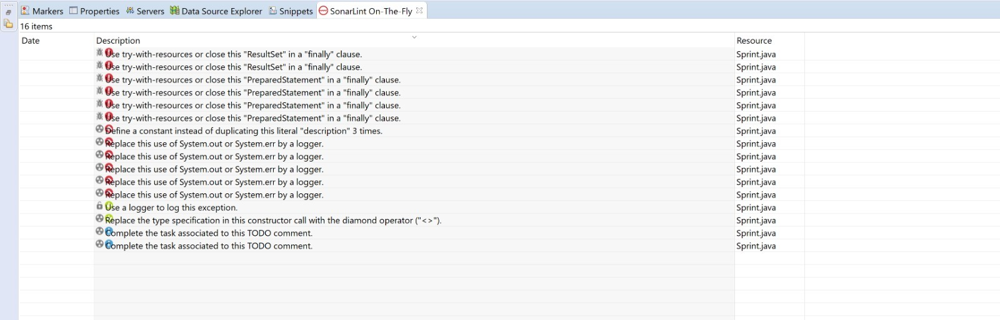 Markers Properties Servers Data Source Explorer Snippets SonarLint On-The-Fly
16 items
Date Description Resource
Use try-with-resources or close this "ResultSet" in a "finally" clause. Sprint.java
Use try-with-resources or close this "ResultSet" in a "finally" clause. Sprint.java
Use try-with-resources or close this "PreparedStatement" in a "finally" clause. Sprint.java
Use try-with-resources or close this "PreparedStatement" in a "finally" clause. Sprint.java
Use try-with-resources or close this "PreparedStatement" in a "finally" clause. Sprint.java
Use try-with-resources or close this "PreparedStatement" in a "finally" clause. Sprint.java
Define a constant instead of duplicating this literal "description" 3 times. Sprint.java
Replace this use of System.out or System.err by a logger. Sprint.java
Replace this use of System.out or System.err by a logger. Sprint.java
Replace this use of System.out or System.err by a logger. Sprint.java
Replace this use of System.out or System.err by a logger. Sprint.java
Replace this use of System.out or System.err by a logger. Sprint.java
Use a logger to log this exception. Sprint.java
Replace the type specification in this constructor call with the diamond operator ("<>"). Sprint.java
Complete the task associated to this TODO comment. Sprint.java
Complete the task associated to this TODO comment. Sprint.java